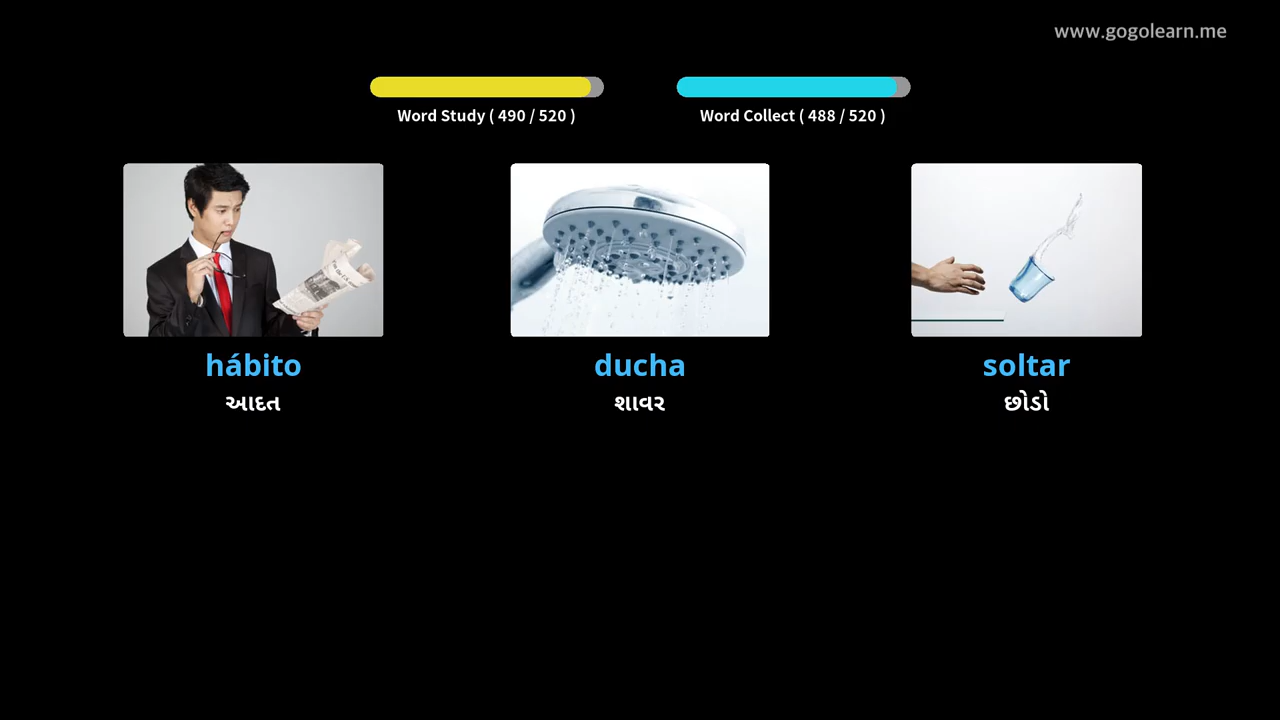 www.gogolearn.me
Word Study ( 490 / 520 )
Word Collect ( 488 / 520 )
hábito
આદત
ducha
શાવર
soltar
છોડો